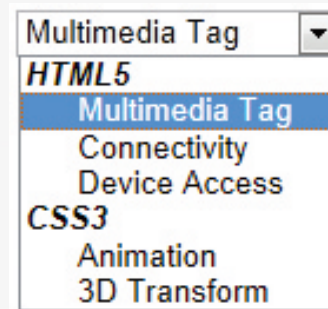 Multimedia Tag
HTML5
Multimedia Tag
Connectivity
Device Access
CSS3
Animation
3D Transform